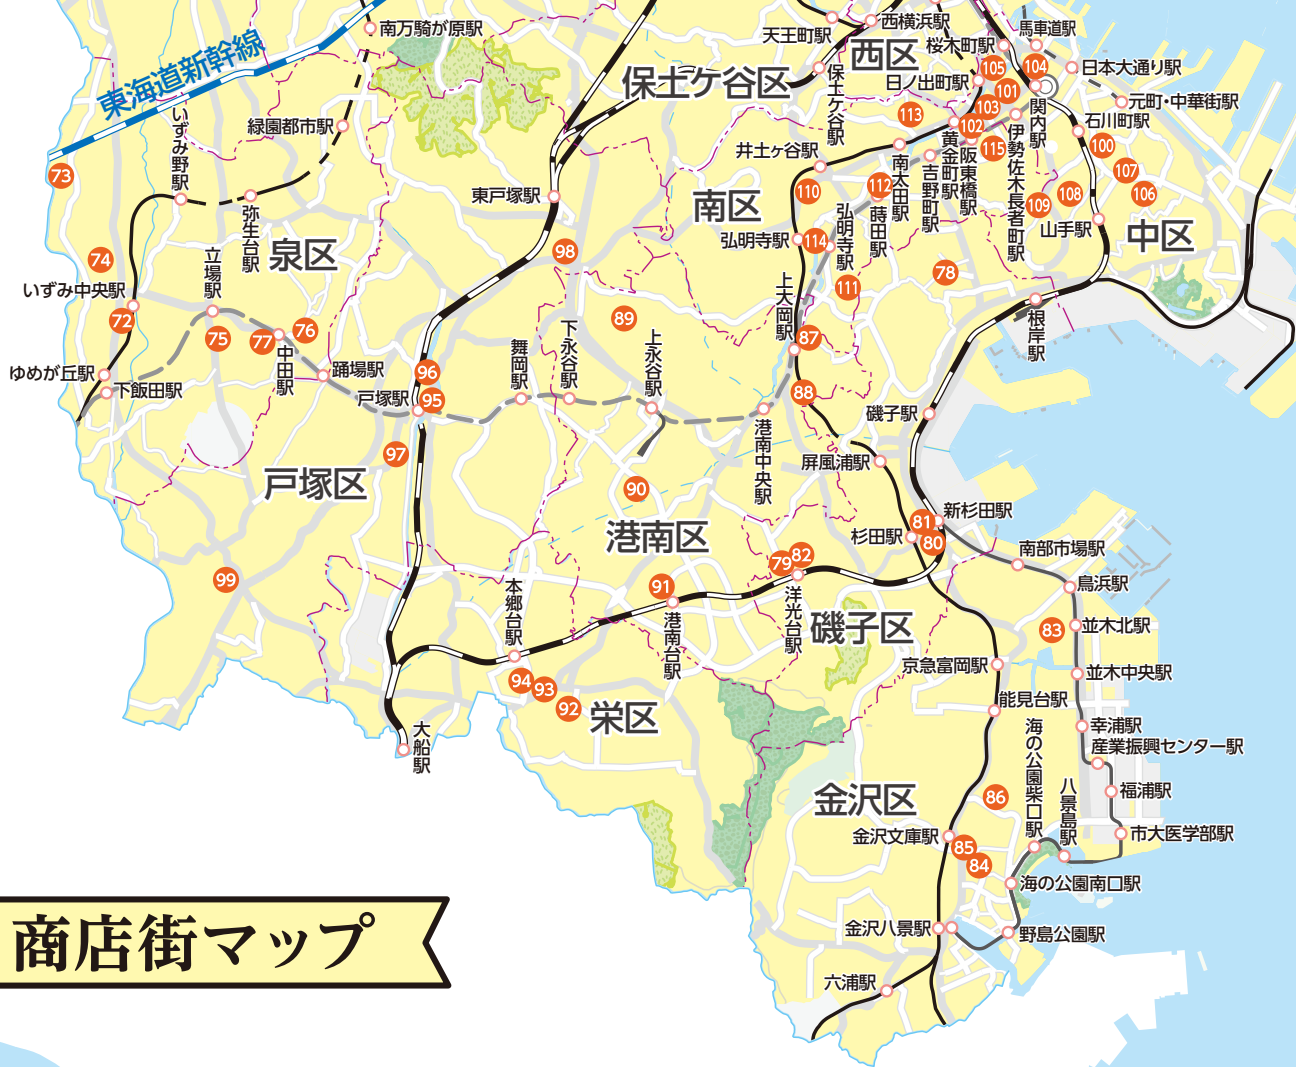 南万騎が原駅
天王町駅
西横浜駅
馬車道駅
桜木町駅
西区
東海道新幹線
保土ケ谷区
保土ケ谷駅
日ノ出町駅
105
104
日本大通り駅
101
103
元町・中華街駅
関内駅
石川町駅
113
102
いずみ野駅
緑園都市駅
井土ヶ谷駅
南太田駅
黄金町駅
阪東橋駅
115
伊勢佐木長者町駅
100
73
107
東戸塚駅
南区
110
112
吉野町駅
109
108
106
弥生台駅
泉区
弘明寺駅
114
弘明寺駅
蒔田駅
山手駅
中区
74
立場駅
98
78
いずみ中央駅
上大岡駅
111
72
75
77
76
89
下永谷駅
上永谷駅
87
根岸駅
中田駅
舞岡駅
ゆめが丘駅
下飯田駅
踊場駅
96
戸塚駅
95
88
磯子駅
97
港南中央駅
屏風浦駅
戸塚区
90
新杉田駅
81
港南区
杉田駅
80
南部市場駅
79
82
99
91
鳥浜駅
本郷台駅
港南台駅
洋光台駅
磯子区
83
並木北駅
94
93
京急富岡駅
並木中央駅
92
栄区
能見台駅
大船駅
海の公園柴口駅
幸浦駅
産業振興センター駅
金沢区
86
八景島駅
福浦駅
金沢文庫駅
85
84
市大医学部駅
海の公園南口駅
商店街マップ
金沢八景駅
野島公園駅
六浦駅